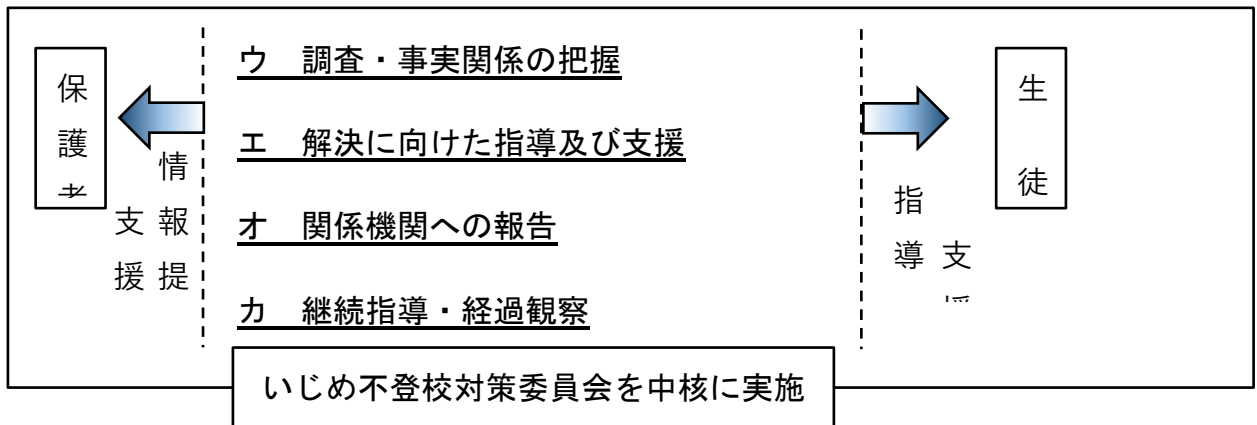 保護者
情報提
支援
ウ　調査・事実関係の把握
エ　解決に向けた指導及び支援
オ　関係機関への報告
カ　継続指導・経過観察
生徒
指導
支
いじめ不登校対策委員会を中核に実施